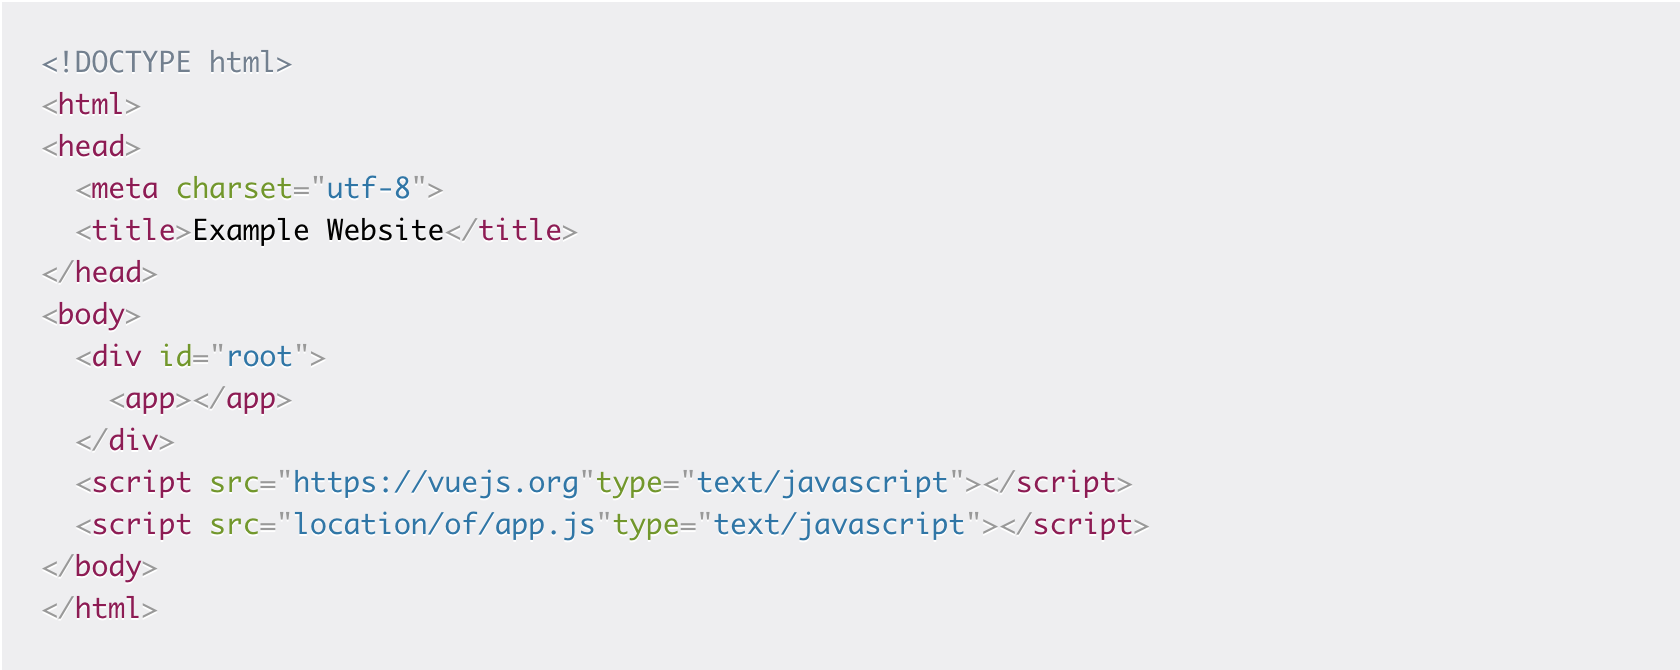 <!DOCTYPE html>
<html>
<head>
  <meta charset="utf-8">
  <title>Example Website</title>
</head>
<body>
  <div id="root">
    <app></app>
  </div>
  <script src="https://vuejs.org"type="text/javascript"></script>
  <script src="location/of/app.js"type="text/javascript"></script>
</body>
</html>